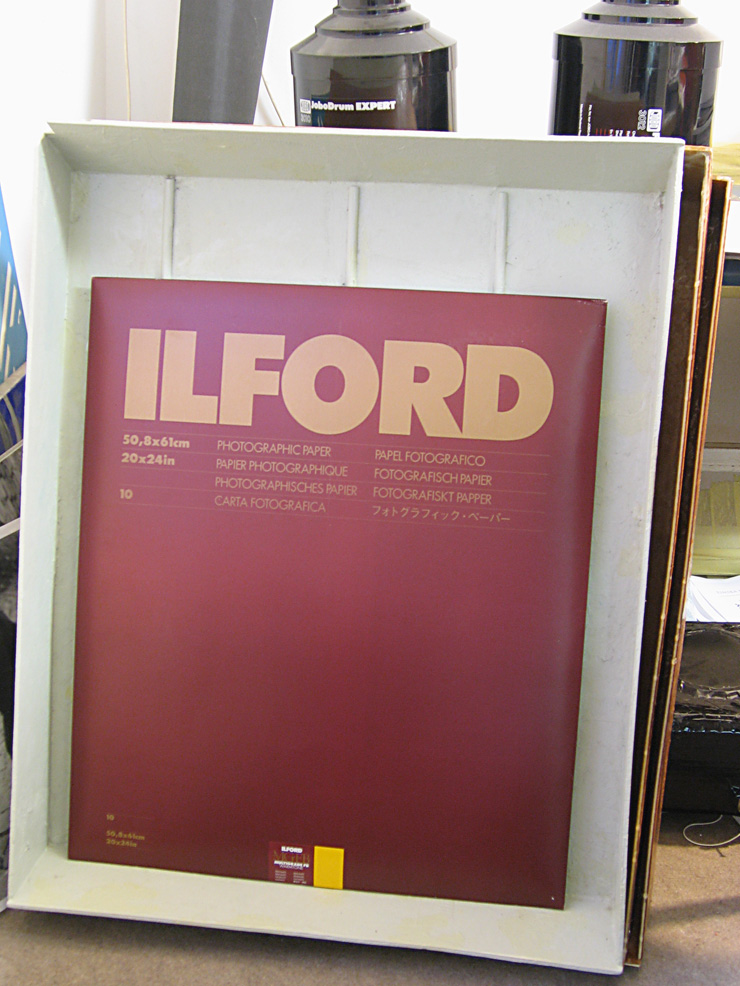 JoboDrum EXPERT
3012
ILFORD
50,8x61cm
20x24in
10
PHOTOGRAPHIC PAPER
PAPIER PHOTOGRAPHIQUE
PHOTOGRAPHISCHES PAPIER
CARTA FOTOGRAFICA
PAPEL FOTOGRAFICO
FOTOGRAFISCH PAPIER
FOTOGRAFISKT PAPPER
フォトグラフィック・ペーパー
10
50,8x61cm
20x24in
ILFORD